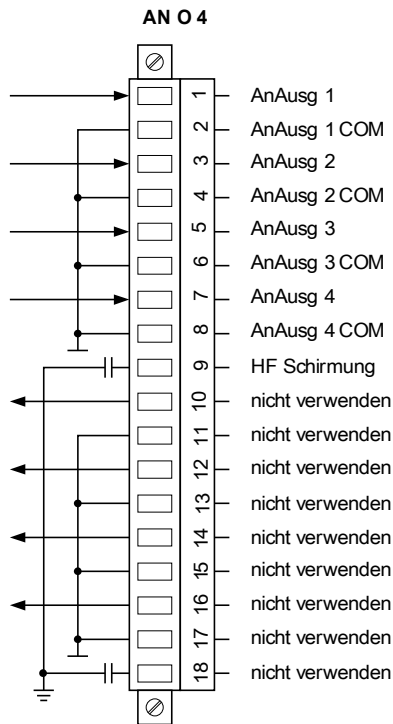 AN O 4
1 AnAusg 1
2 AnAusg 1 COM
3 AnAusg 2
4 AnAusg 2 COM
5 AnAusg 3
6 AnAusg 3 COM
7 AnAusg 4
8 AnAusg 4 COM
9 HF Schirmung
10 nicht verwenden
11 nicht verwenden
12 nicht verwenden
13 nicht verwenden
14 nicht verwenden
15 nicht verwenden
16 nicht verwenden
17 nicht verwenden
18 nicht verwenden